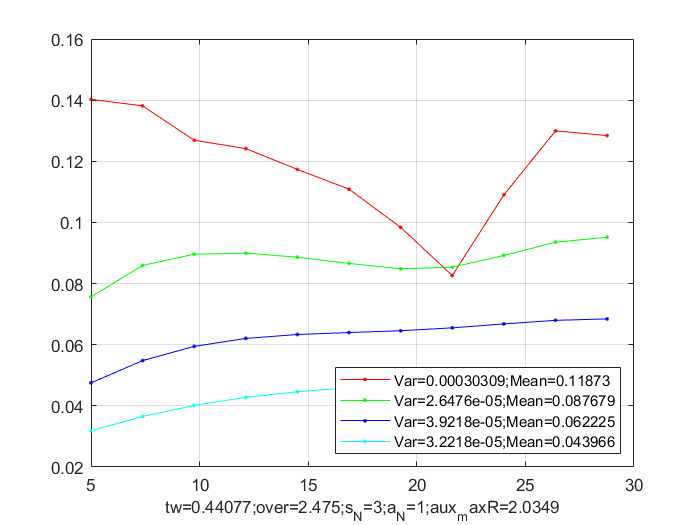 0.16
0.14
0.12
0.1
0.08
0.06
0.04
0.02
Var=0.00030309;Mean=0.11873
Var=2.6476e-05;Mean=0.087679
Var=3.9218e-05;Mean=0.062225
Var=3.2218e-05;Mean=0.043966
5 10 15 20 25 30
tw=0.44077;over=2.475;s_N=3;a_N=1;aux_maxR=2.0349